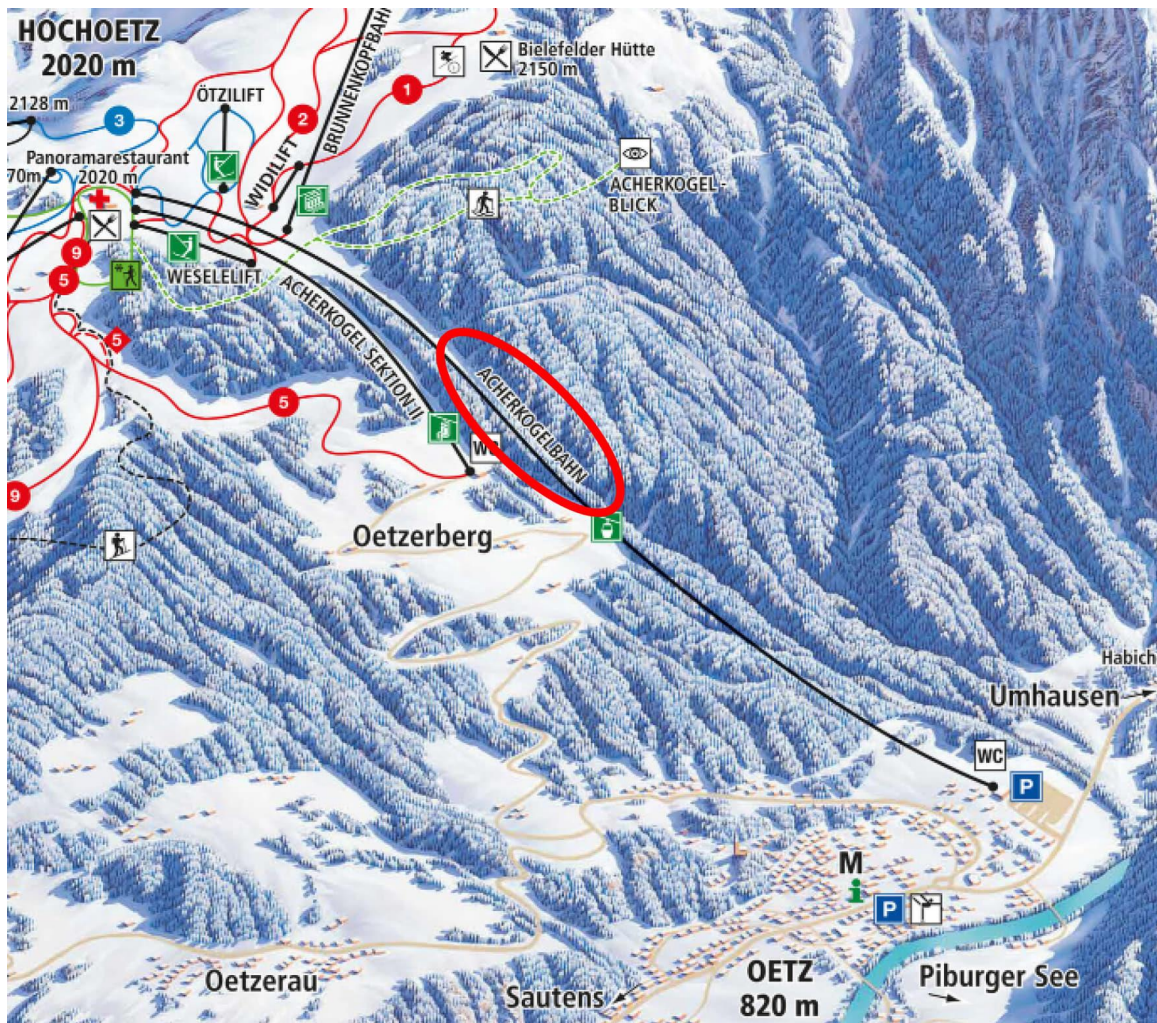 HOCHOETZ
2020 m
BRUNNENKOPFBAHN
Bielefelder Hütte
2150 m
1
2128 m
ÖTZILIFT
3
2
Panoramarestaurant
70m
2020 m
WIDILIFT
ACHERKOGEL-
BLICK
9
5
WESELELIFT
ACHERKOGEL SEKTION II
5
ACHERKOGELBAHN
5
WC
9
Oetzerberg
Habich
Umhausen
WC
P
M
i
P
Oetzerau
OETZ
820 m
Piburger See
Sautens